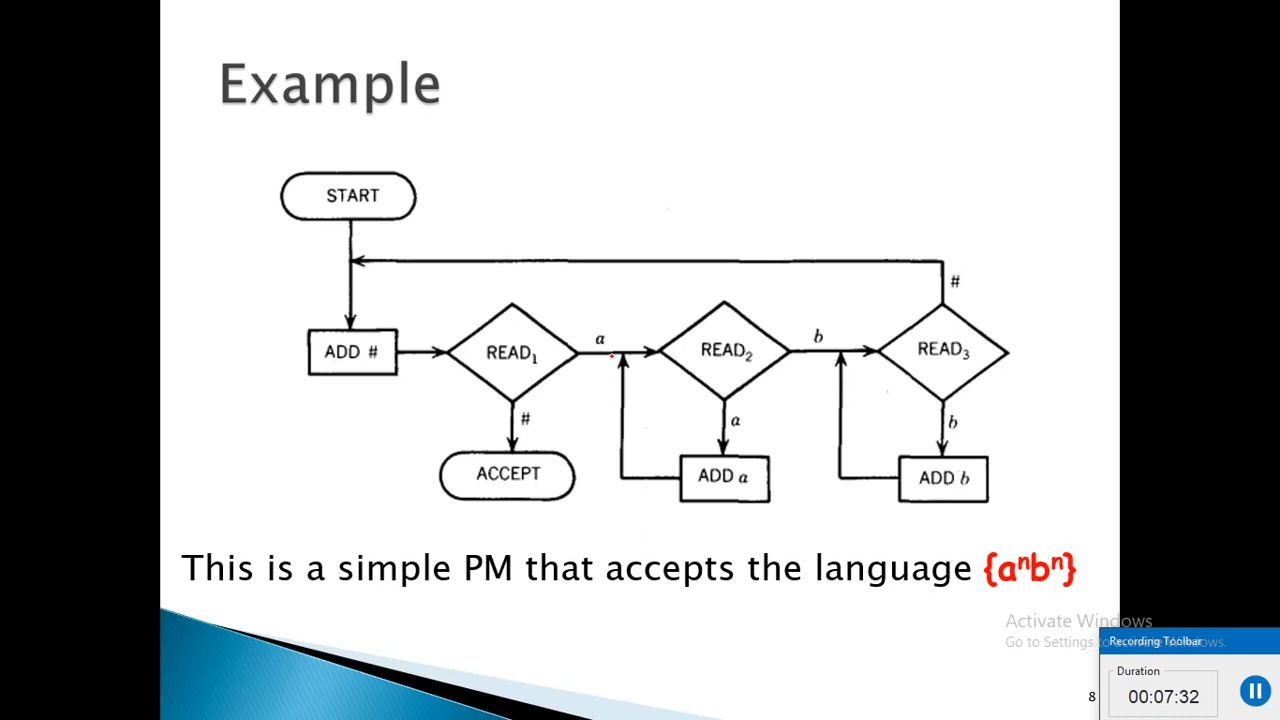 Example
START
#
a
b
ADD #
READ₁
READ₂
READ₃
#
a
b
ACCEPT
ADD a
ADD b
This is a simple PM that accepts the language {aⁿbⁿ}
Activate Windows
Go to Settings to activate Windows.
Recording Toolbar
Duration
8
00:07:32